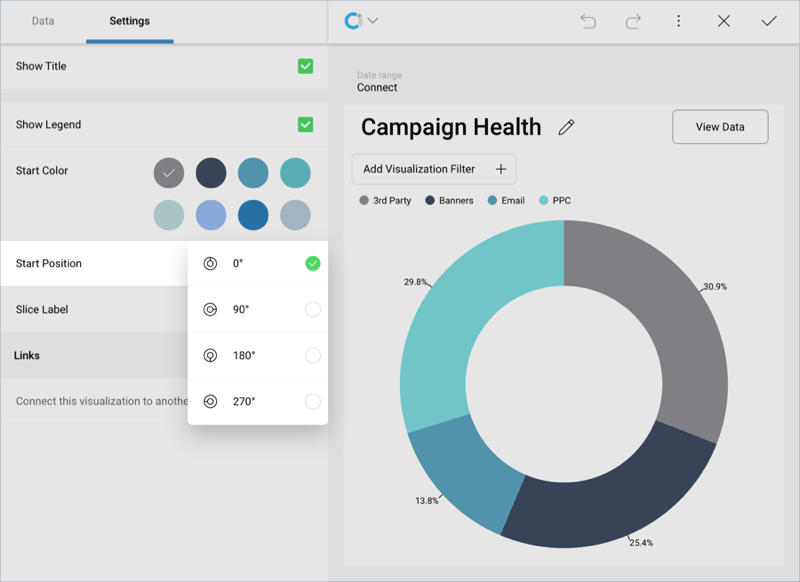 Data
Settings
Show Title
Show Legend
Start Color
Start Position
0°
90°
180°
270°
Slice Label
Links
Connect this visualization to anothe
Date range
Connect
Campaign Health
View Data
Add Visualization Filter +
3rd Party Banners Email PPC
29.8%
30.9%
13.8%
25.4%